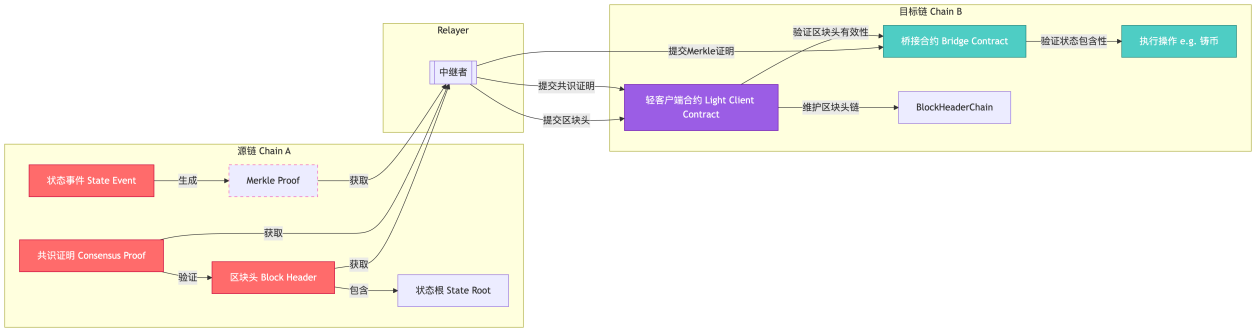 目标链 Chain B
验证区块头有效性
桥接合约 Bridge Contract
验证状态包含性
执行操作 e.g. 铸币
Relayer
提交Merkle证明
中继者
提交共识证明
轻客户端合约 Light Client
Contract
维护区块头链
BlockHeaderChain
提交区块头
源链 Chain A
状态事件 State Event
生成
Merkle Proof
获取
获取
共识证明 Consensus Proof
验证
区块头 Block Header
获取
包含
状态根 State Root